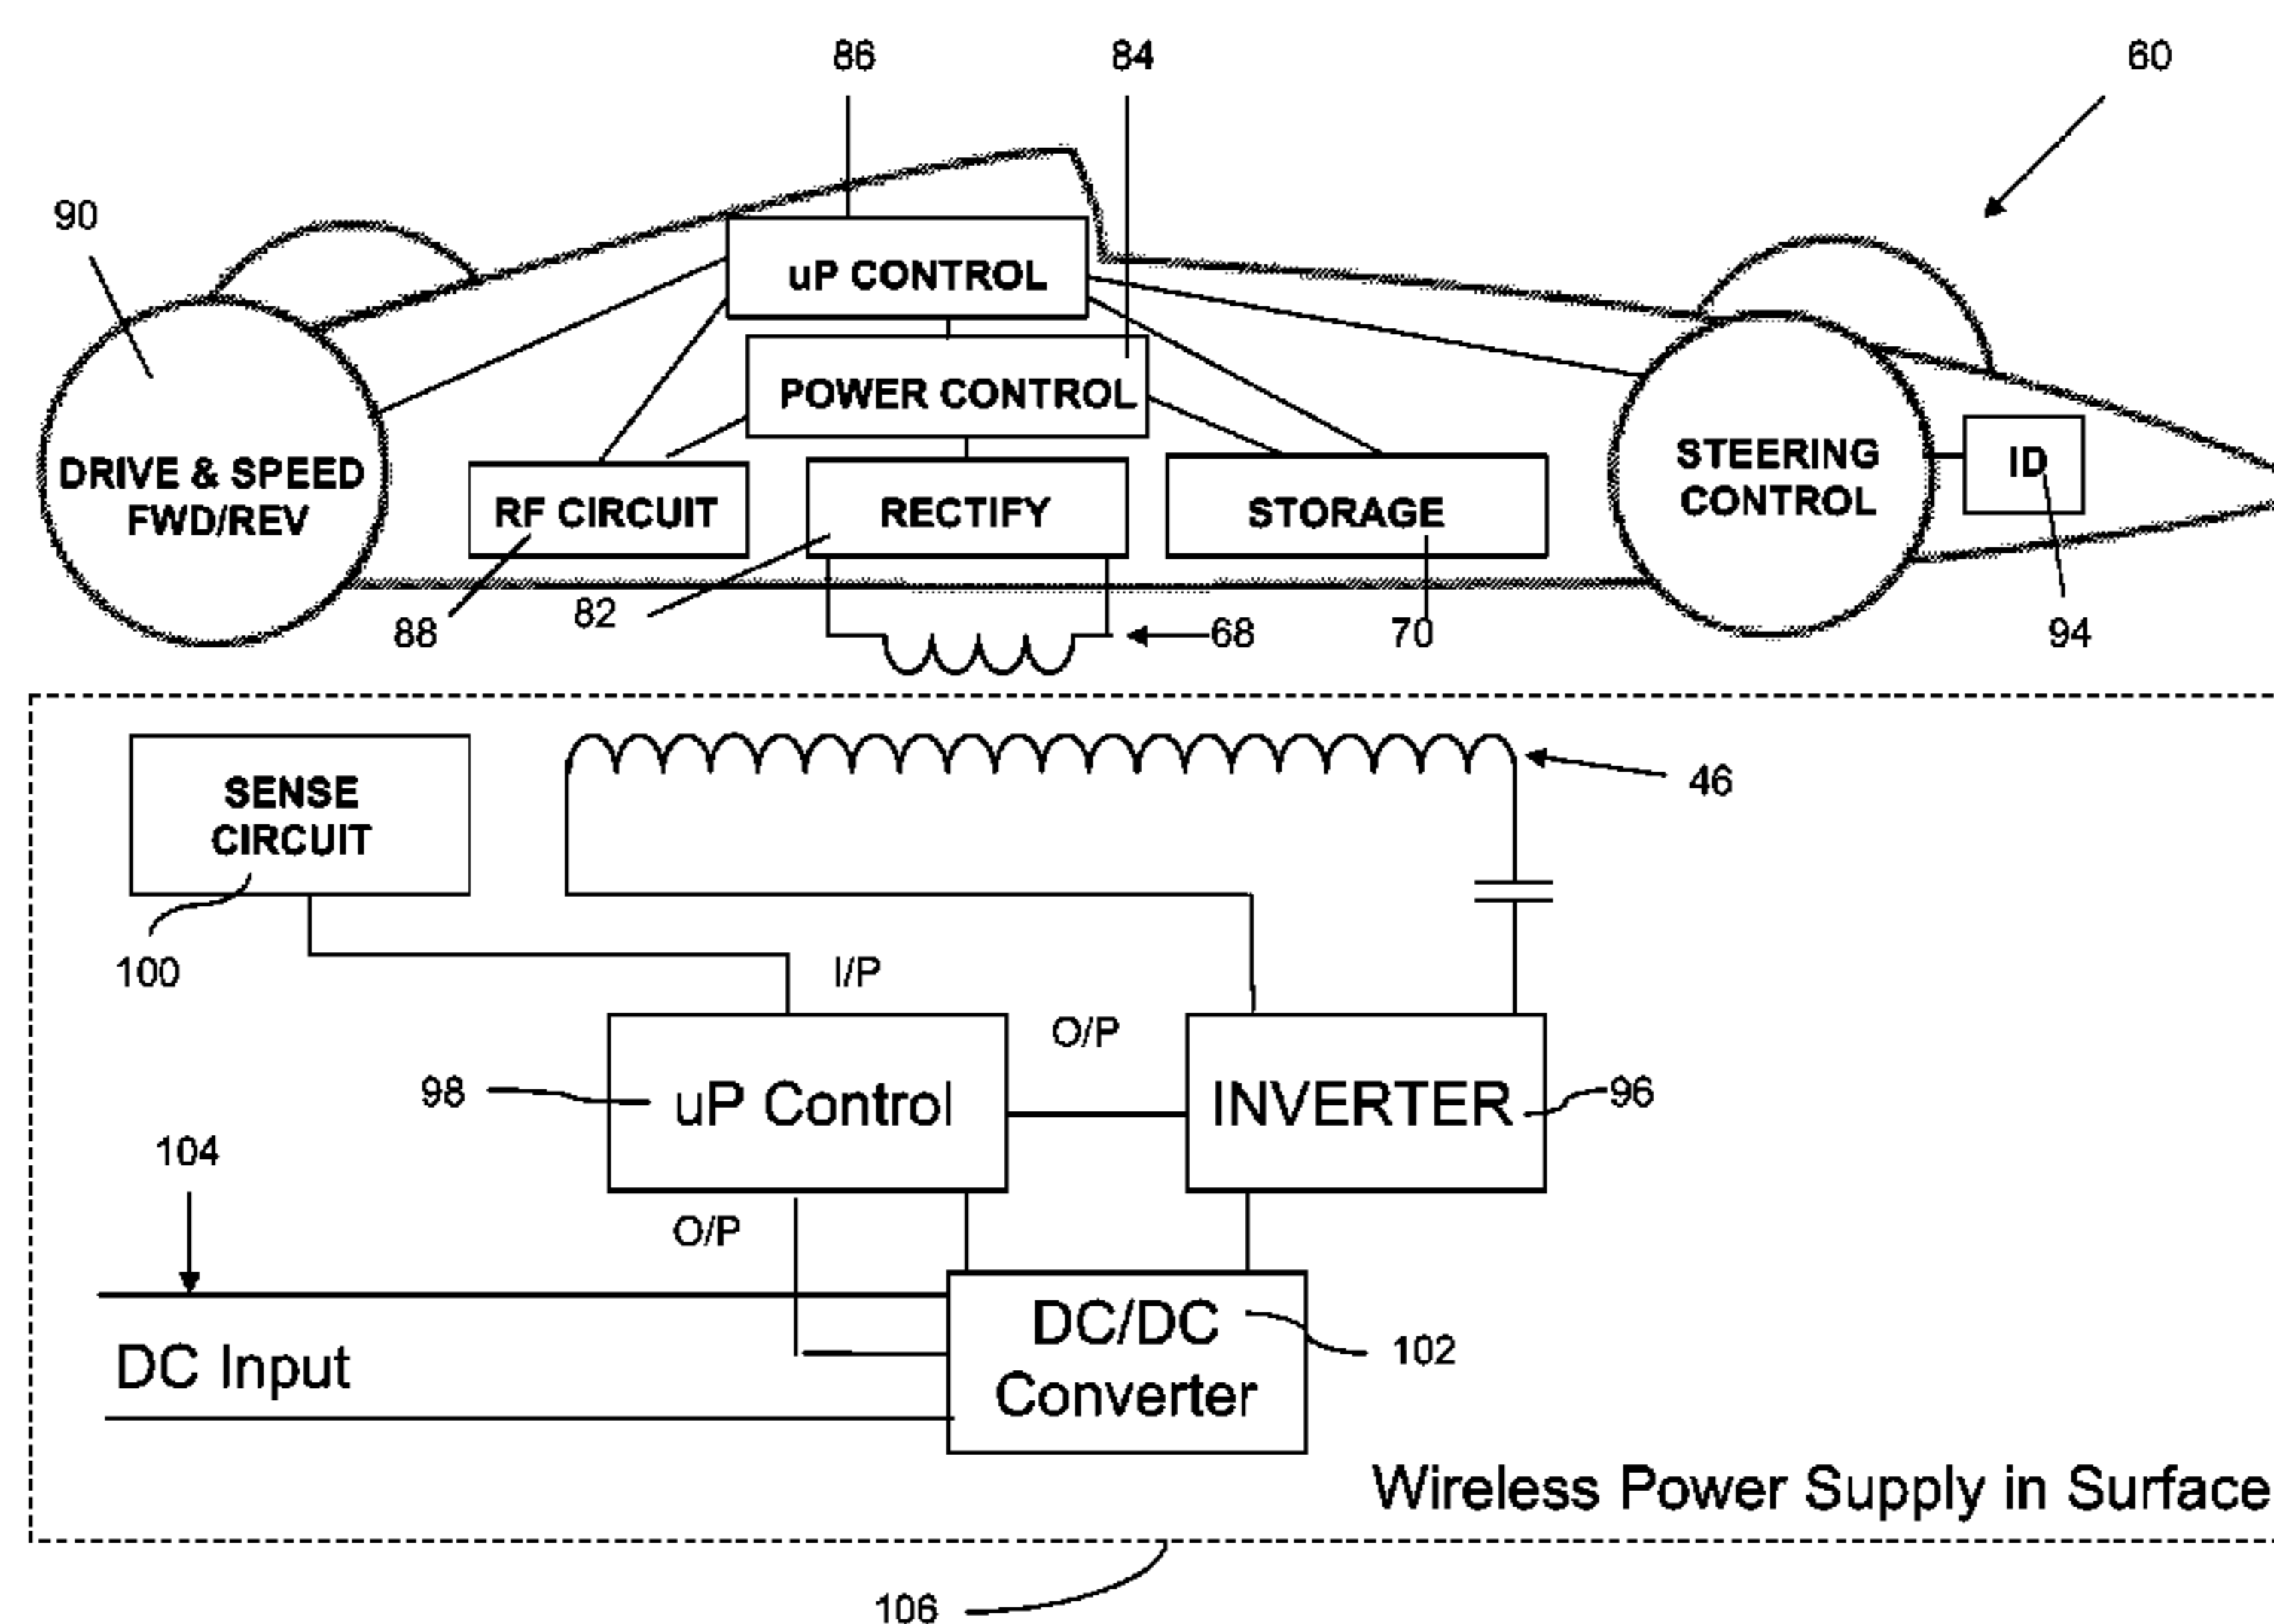 86
84
60
90
uP CONTROL
POWER CONTROL
DRIVE & SPEED
FWD/REV
RF CIRCUIT
RECTIFY
STORAGE
STEERING
CONTROL
ID
88
82
68
70
94
SENSE
CIRCUIT
46
100
I/P
O/P
98
uP Control
INVERTER
96
104
O/P
DC Input
DC/DC
Converter
102
Wireless Power Supply in Surface
106